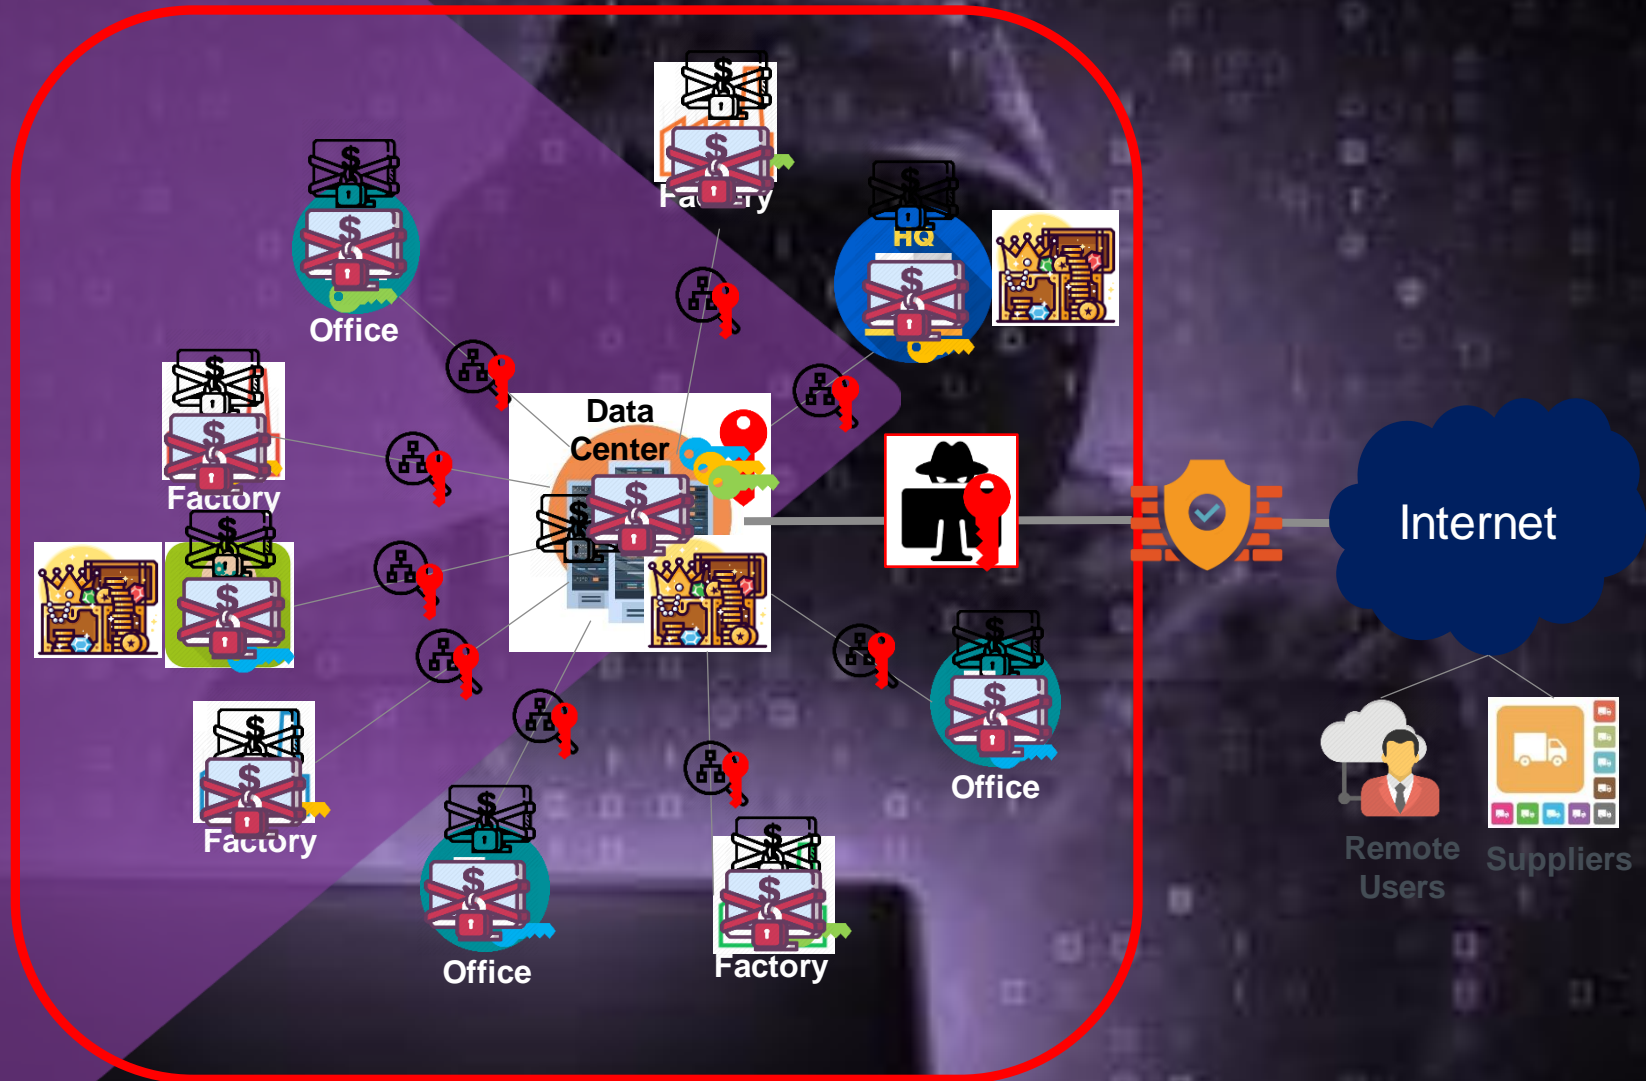 Factory
HQ
Office
Data
Center
Factory
Internet
Factory
Office
Remote
Users
Suppliers
Office
Factory